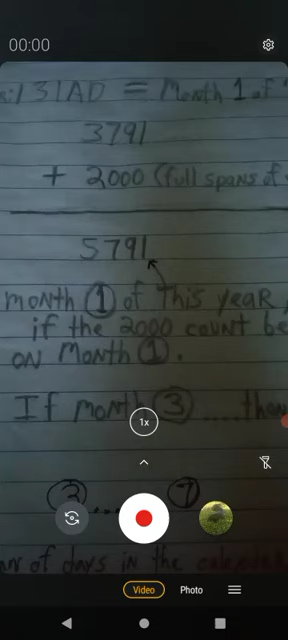 00:00
31AD = Month 1 of
3791
+ 2000 (full spans of
5791
month ① of this year,
if the 2000 count be
ON Month ①.
If month ③ ....then
1x
③ ... ⑦
of days in the
Video Photo